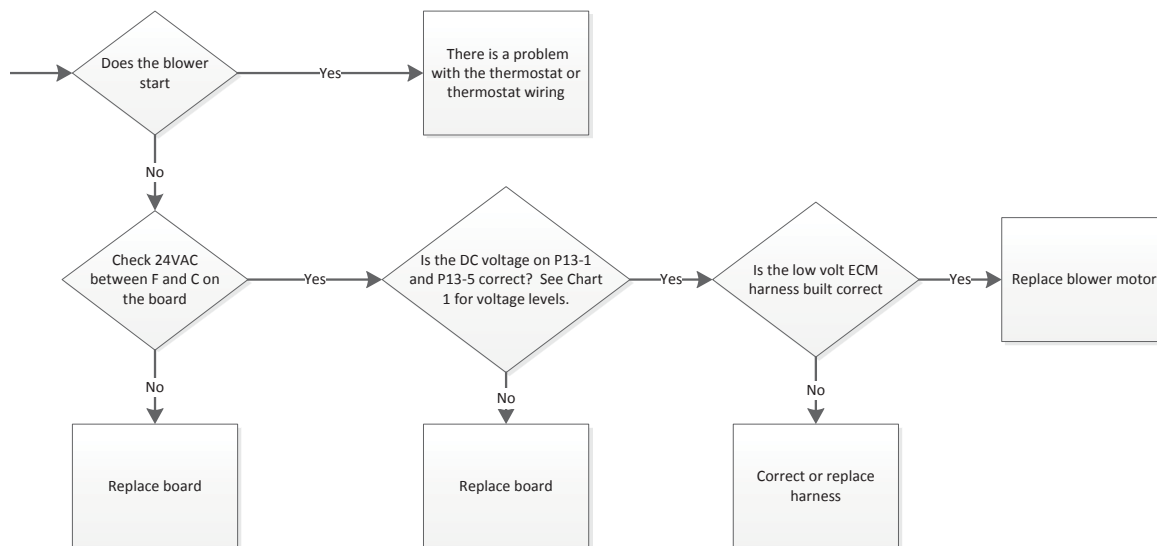 Does the blower
start
Yes
There is a problem
with the thermostat or
thermostat wiring
No
Check 24VAC
between F and C on
the board
Yes
Is the DC voltage on P13-1
and P13-5 correct?  See Chart
1 for voltage levels.
Yes
Is the low volt ECM
harness built correct
Yes
Replace blower motor
No
No
No
Replace board
Replace board
Correct or replace
harness